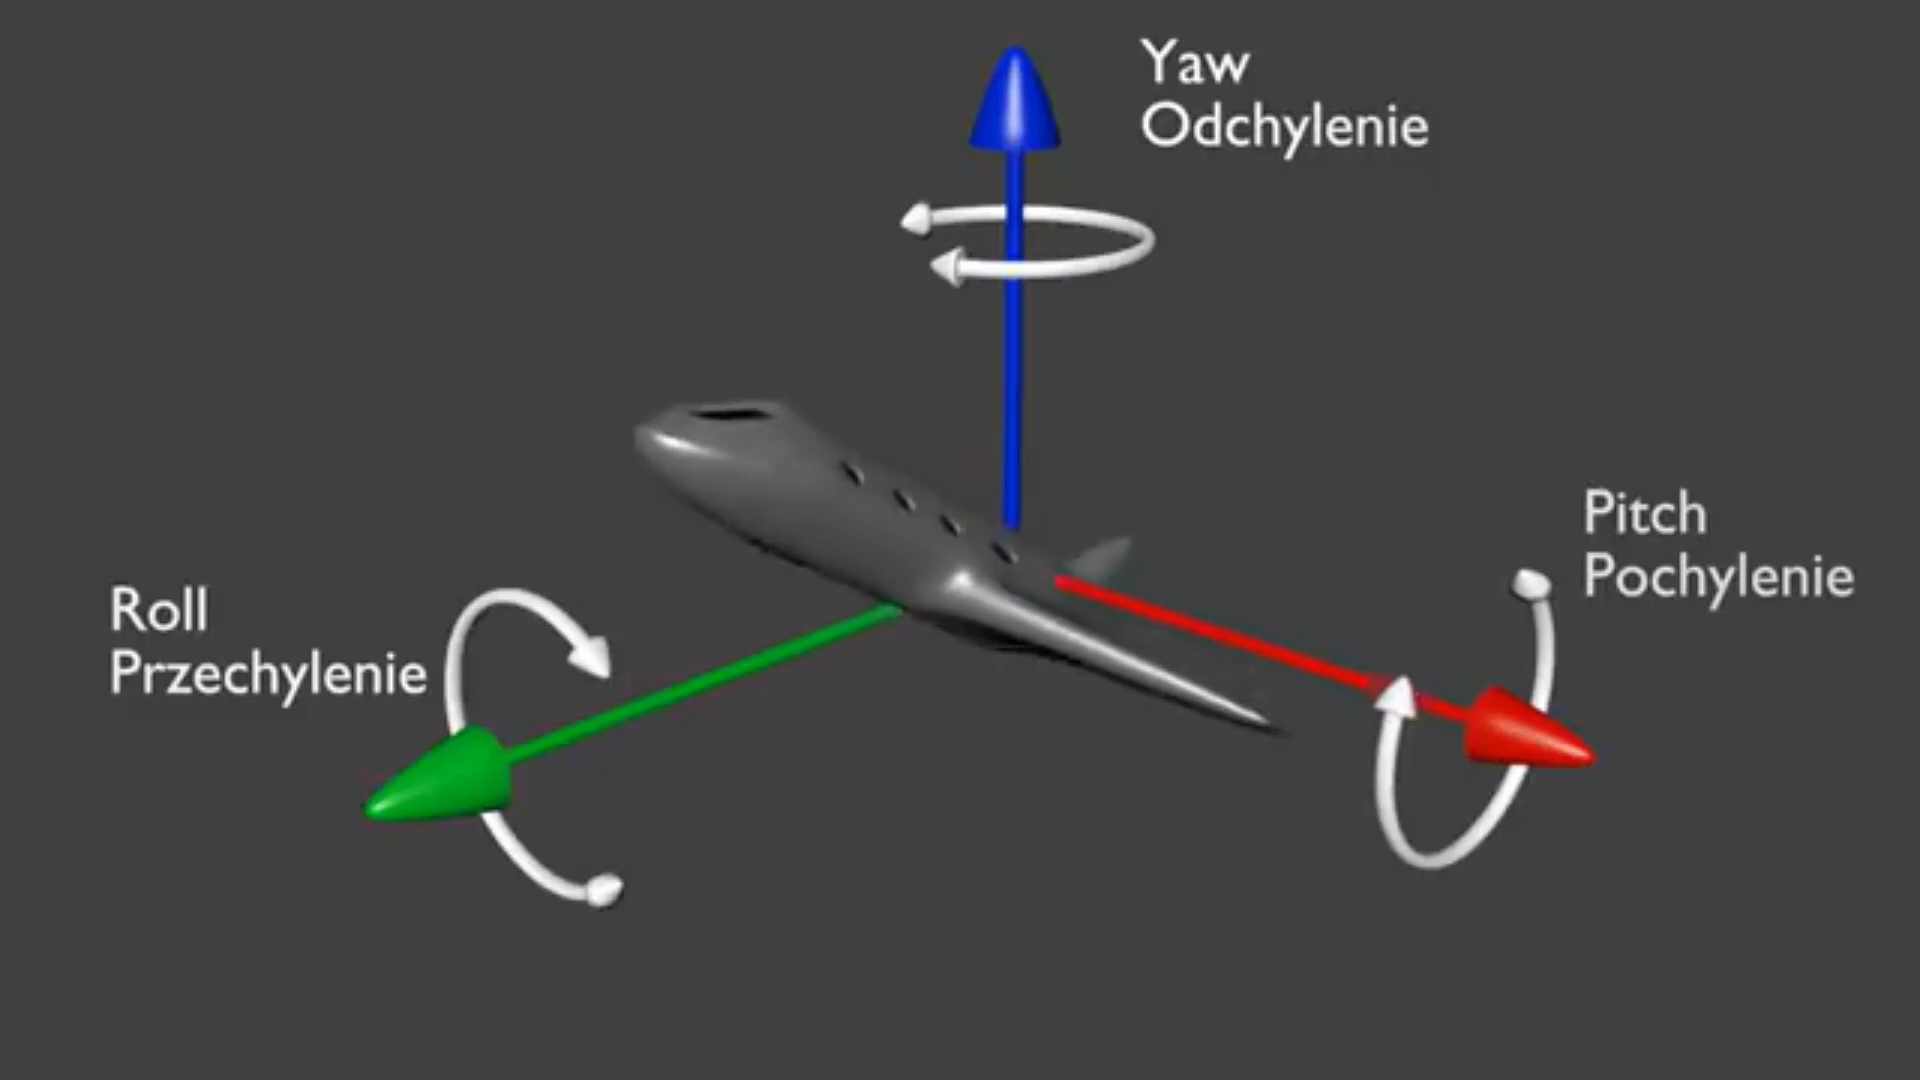 Yaw
Odchylenie
Pitch
Pochylenie
Roll
Przechylenie